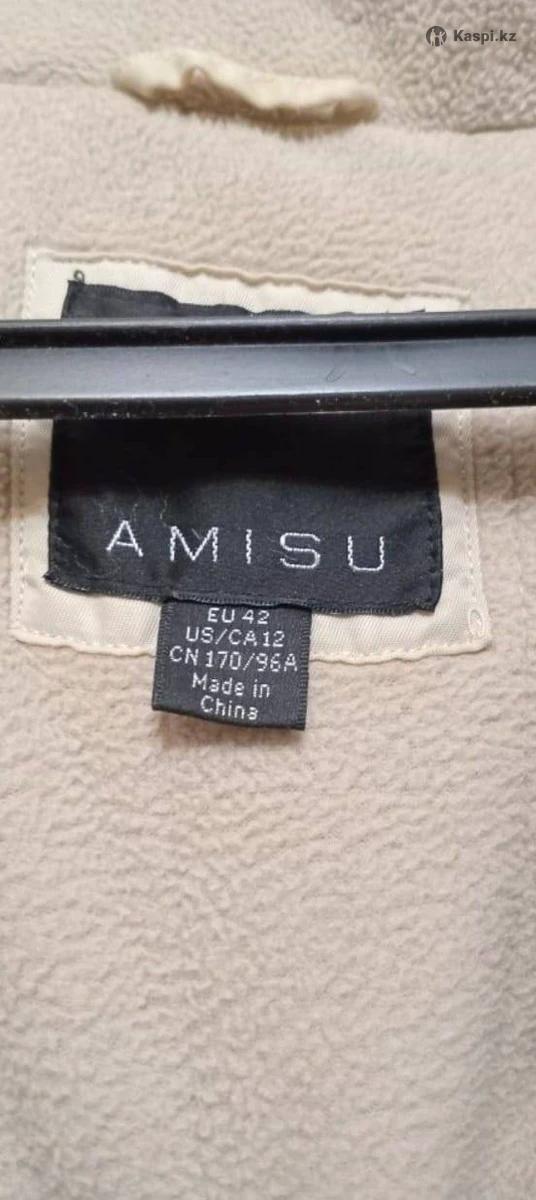 Kaspi.kz
AMISU
EU 42
US/CA 12
CN 170/96A
Made in
China